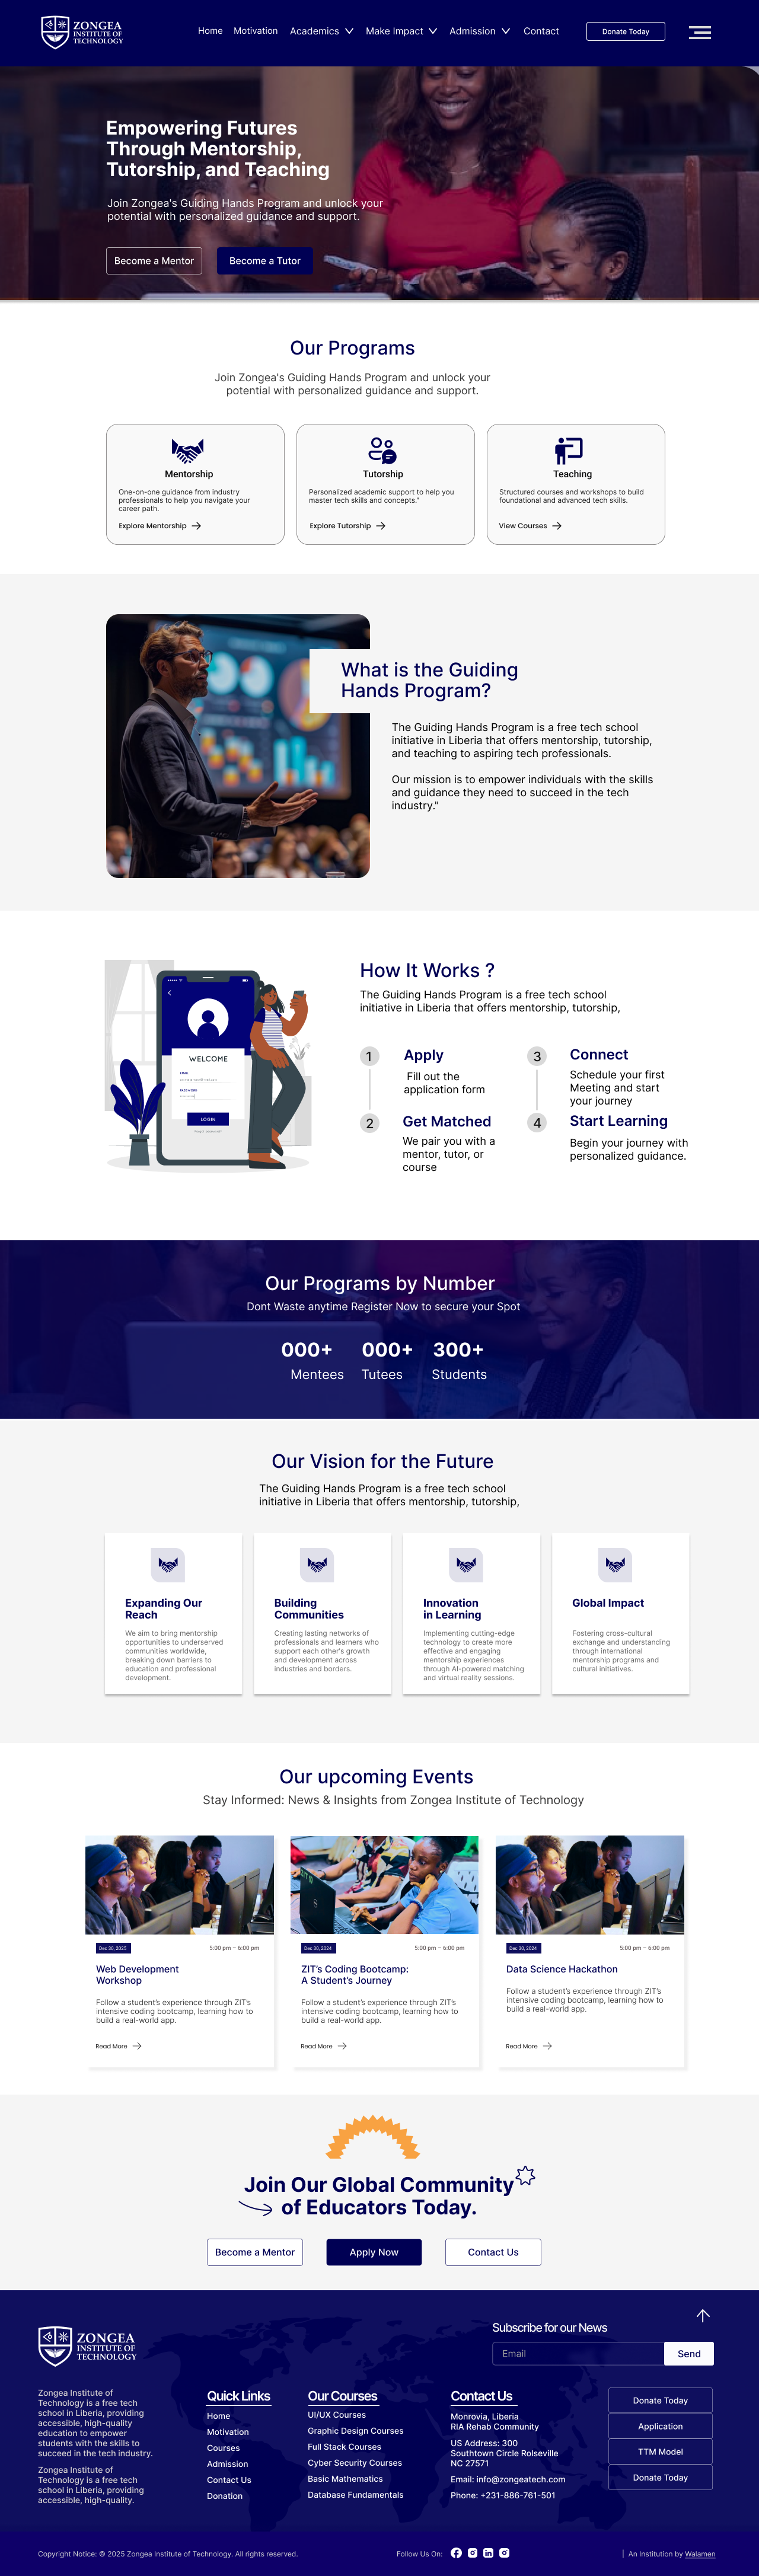 ZONGEA
INSTITUTE OF
TECHNOLOGY
Home Motivation Academics Make Impact Admission Contact
Donate Today
Empowering Futures
Through Mentorship,
Tutorship, and Teaching
Join Zongea's Guiding Hands Program and unlock your
potential with personalized guidance and support.
Become a Mentor
Become a Tutor
Our Programs
Join Zongea's Guiding Hands Program and unlock your
potential with personalized guidance and support.
Mentorship
One-on-one guidance from industry
professionals to help you navigate your
career path.
Explore Mentorship
Tutorship
Personalized academic support to help you
master tech skills and concepts."
Explore Tutorship
Teaching
Structured courses and workshops to build
foundational and advanced tech skills.
View Courses
What is the Guiding
Hands Program?
The Guiding Hands Program is a free tech school
initiative in Liberia that offers mentorship, tutorship,
and teaching to aspiring tech professionals.
Our mission is to empower individuals with the skills
and guidance they need to succeed in the tech
industry."
WELCOME
EMAIL
PASSWORD
LOGIN
How It Works ?
The Guiding Hands Program is a free tech school
initiative in Liberia that offers mentorship, tutorship,
1
Apply
Fill out the
application form
2
Get Matched
We pair you with a
mentor, tutor, or
course
3
Connect
Schedule your first
Meeting and start
your journey
4
Start Learning
Begin your journey with
personalized guidance.
Our Programs by Number
Dont Waste anytime Register Now to secure your Spot
000+ 000+ 300+
Mentees Tutees Students
Our Vision for the Future
The Guiding Hands Program is a free tech school
initiative in Liberia that offers mentorship, tutorship,
Expanding Our
Reach
We aim to bring mentorship
opportunities to underserved
communities worldwide,
breaking down barriers to
education and professional
development.
Building
Communities
Creating lasting networks of
professionals and learners who
support each other's growth
and development across
industries and borders.
Innovation
in Learning
Implementing cutting-edge
technology to create more
effective and engaging
mentorship experiences
through AI-powered matching
and virtual reality sessions.
Global Impact
Fostering cross-cultural
exchange and understanding
through international
mentorship programs and
cultural initiatives.
Our upcoming Events
Stay Informed: News & Insights from Zongea Institute of Technology
Dec 30, 2025
5:00 pm – 6:00 pm
Web Development
Workshop
Follow a student's experience through ZIT's
intensive coding bootcamp, learning how to
build a real-world app.
Read More
Dec 30, 2024
5:00 pm – 6:00 pm
ZIT's Coding Bootcamp:
A Student's Journey
Follow a student's experience through ZIT's
intensive coding bootcamp, learning how to
build a real-world app.
Read More
Dec 30, 2024
5:00 pm – 6:00 pm
Data Science Hackathon
Follow a student's experience through ZIT's
intensive coding bootcamp, learning how to
build a real-world app.
Read More
Join Our Global Community
of Educators Today.
Become a Mentor
Apply Now
Contact Us
ZONGEA
INSTITUTE OF
TECHNOLOGY
Subscribe for our News
Email
Send
Zongea Institute of
Technology is a free tech
school in Liberia, providing
accessible, high-quality
education to empower
students with the skills to
succeed in the tech industry.
Zongea Institute of
Technology is a free tech
school in Liberia, providing
accessible, high-quality.
Quick Links
Home
Motivation
Courses
Admission
Contact Us
Donation
Our Courses
UI/UX Courses
Graphic Design Courses
Full Stack Courses
Cyber Security Courses
Basic Mathematics
Database Fundamentals
Contact Us
Monrovia, Liberia
RIA Rehab Community
US Address: 300
Southtown Circle Rolseville
NC 27571
Email: info@zongeatech.com
Phone: +231-886-761-501
Donate Today
Application
TTM Model
Donate Today
Copyright Notice: © 2025 Zongea Institute of Technology. All rights reserved.
Follow Us On:
| An Institution by Walamen